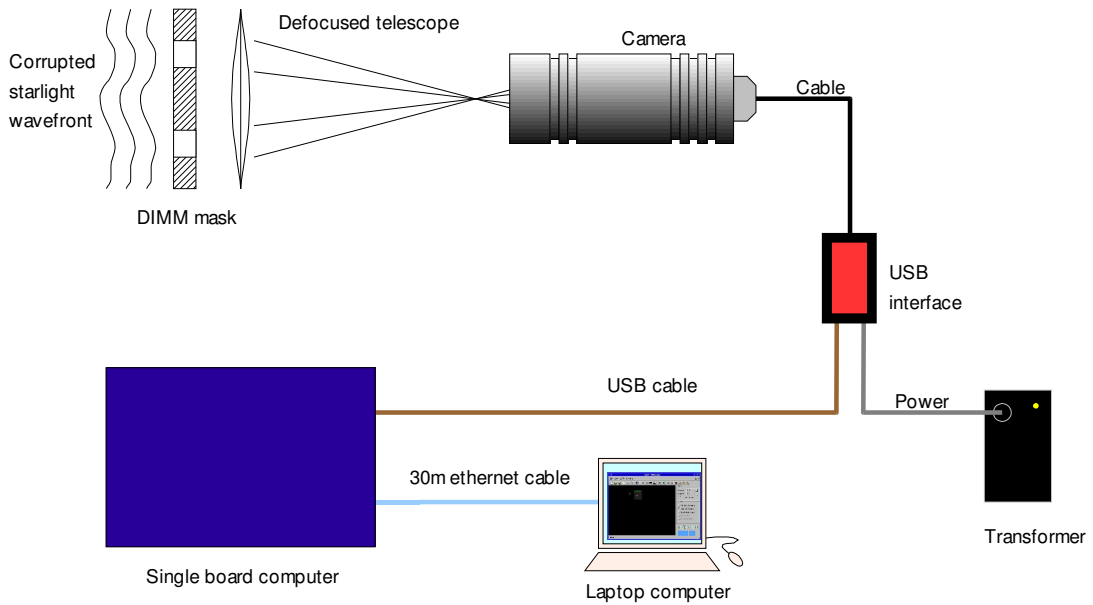 Defocused telescope
Camera
Corrupted
starlight
wavefront
Cable
DIMM mask
USB
interface
USB cable
Power
30m ethernet cable
Transformer
Single board computer
Laptop computer